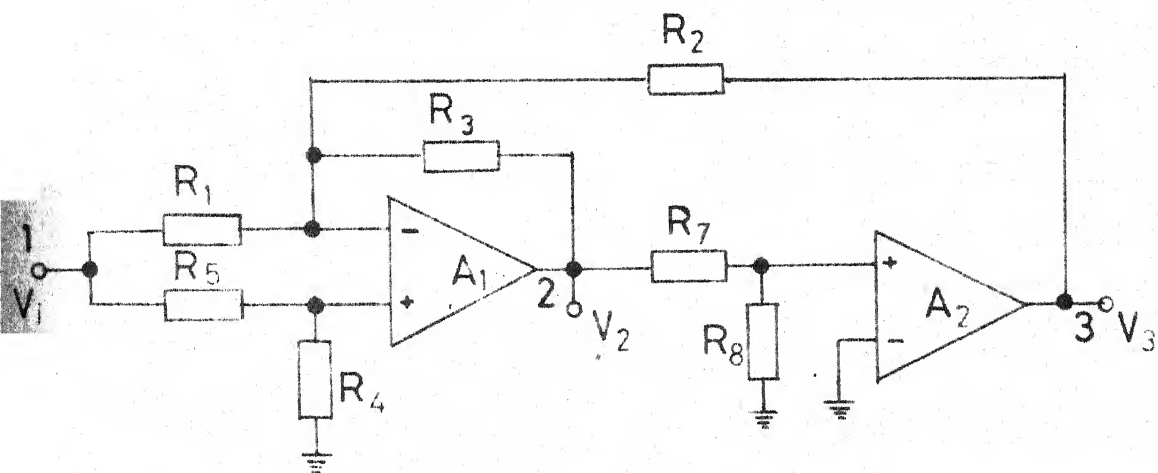 R₂
R₃
R₁
1
Vᵢ
R₅
R₄
- + A₁
2
V₂
R₇
R₈
+ - A₂
3 V₃